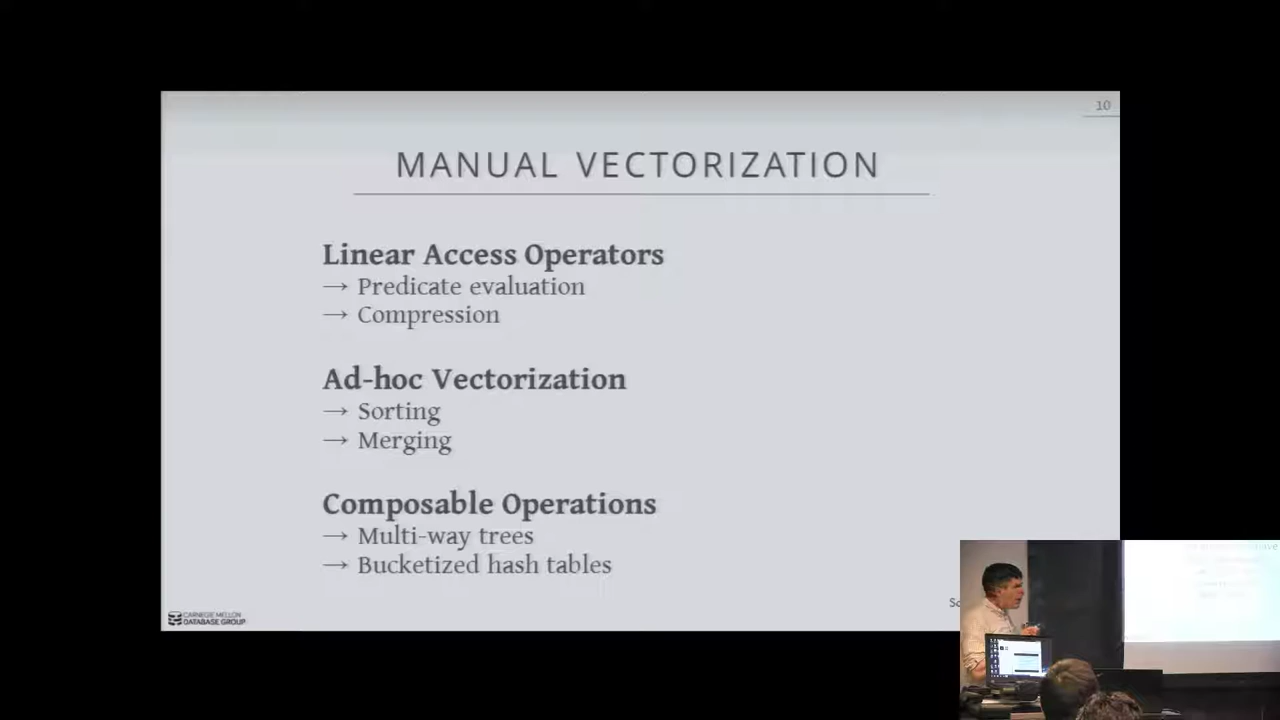 10
MANUAL VECTORIZATION
Linear Access Operators
→ Predicate evaluation
→ Compression
Ad-hoc Vectorization
→ Sorting
→ Merging
Composable Operations
→ Multi-way trees
→ Bucketized hash tables
CARNEGIE MELLON
DATABASE GROUP